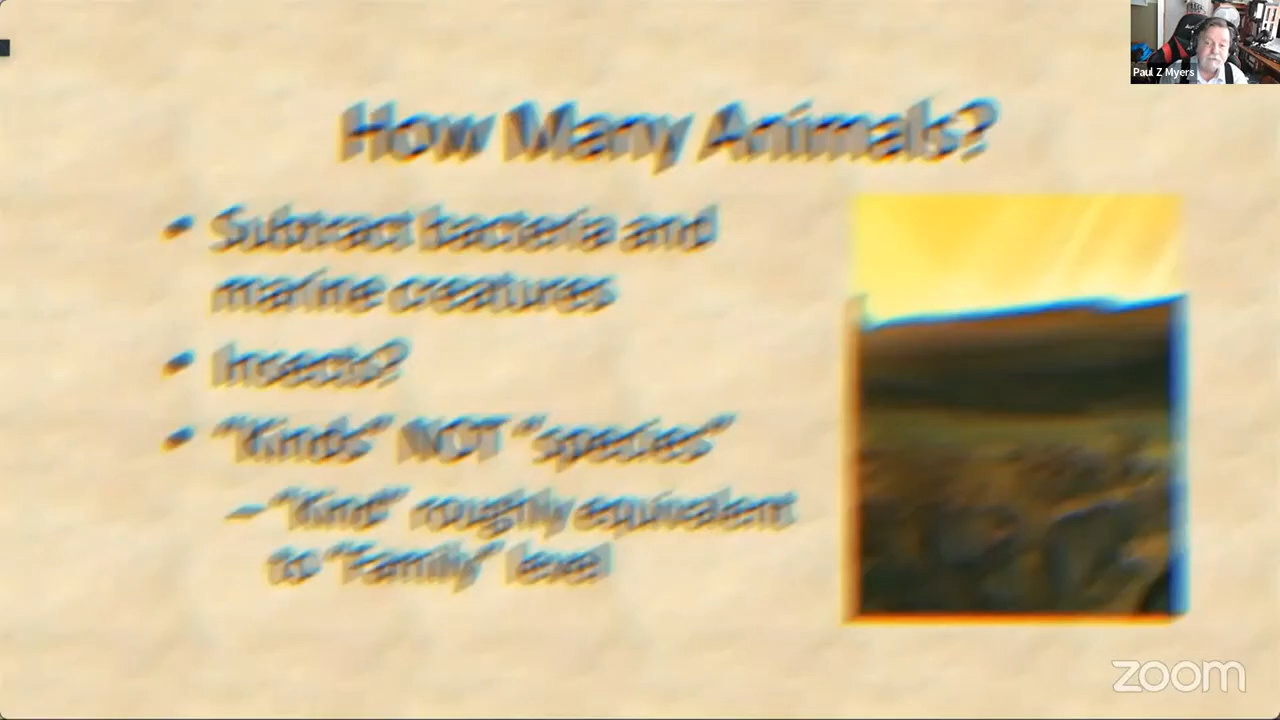 Paul Z Myers
How Many Animals?
• Subtract bacteria and
marine creatures
• Insects?
• "Kinds" NOT "species"
– "Kind" roughly equivalent
to "Family" level
zoom